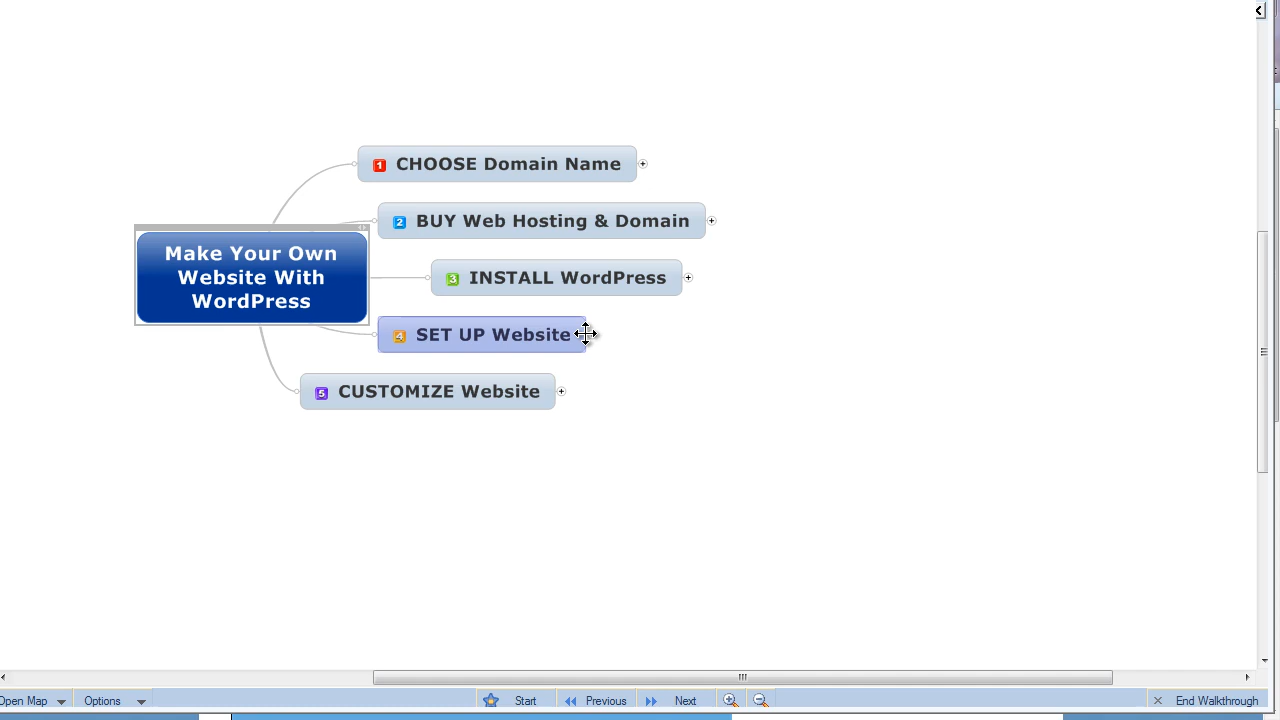 1 CHOOSE Domain Name
2 BUY Web Hosting & Domain
Make Your Own
Website With
WordPress
3 INSTALL WordPress
4 SET UP Website
5 CUSTOMIZE Website
Open Map Options Start Previous Next End Walkthrough